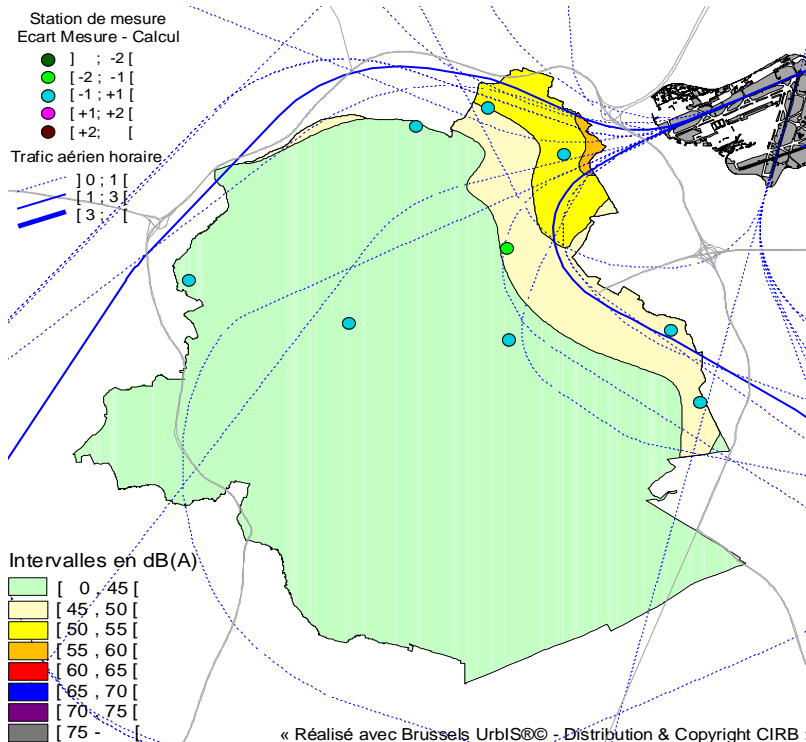 Station de mesure
Ecart Mesure - Calcul
] ; -2 [
[ -2 ; -1 [
[ -1 ; +1 [
[ +1; +2 [
[ +2; [
Trafic aérien horaire
] 0 ; 1 [
[ 1 ; 3 [
[ 3 ; [
Intervalles en dB(A)
[ 0 , 45 [
[ 45 , 50 [
[ 50 , 55 [
[ 55 , 60 [
[ 60 , 65 [
[ 65 , 70 [
[ 70 , 75 [
[ 75 - [
« Réalisé avec Brussels UrbIS®© - Distribution & Copyright CIRB